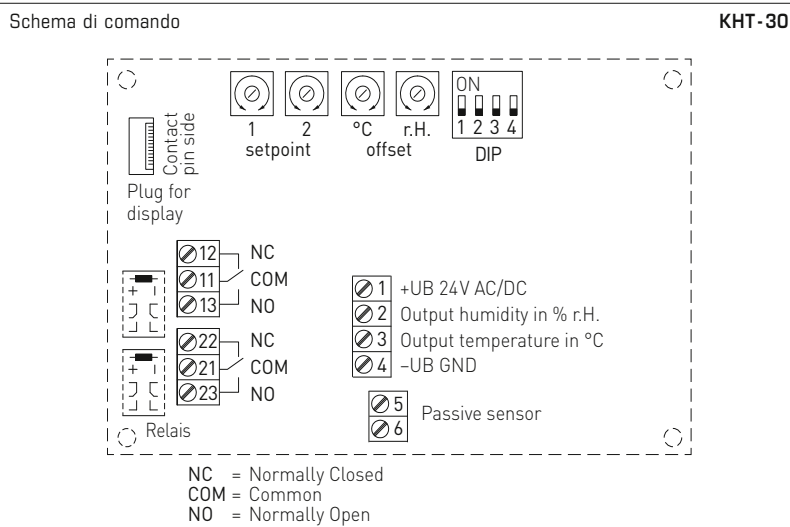 Schema di comando KHT-30
ON
1 2 °C r.H. 1 2 3 4
setpoint offset DIP
Contact
pin side
Plug for
display
12 NC
11 COM
13 NO
+ –
22 NC
21 COM
23 NO
+ –
Relais
1 +UB 24V AC/DC
2 Output humidity in % r.H.
3 Output temperature in °C
4 –UB GND
5
6
Passive sensor
NC = Normally Closed
COM = Common
NO = Normally Open